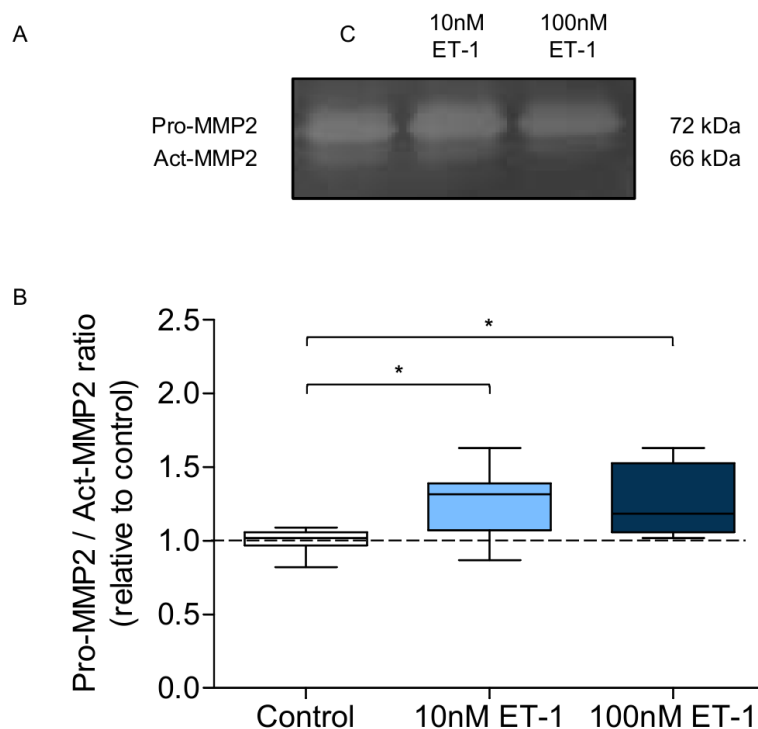 A
C
10nM
ET-1
100nM
ET-1
Pro-MMP2
72 kDa
Act-MMP2
66 kDa
B
Pro-MMP2 / Act-MMP2 ratio
(relative to control)
2.5
2.0
1.5
1.0
0.5
0.0
*
*
Control
10nM ET-1
100nM ET-1